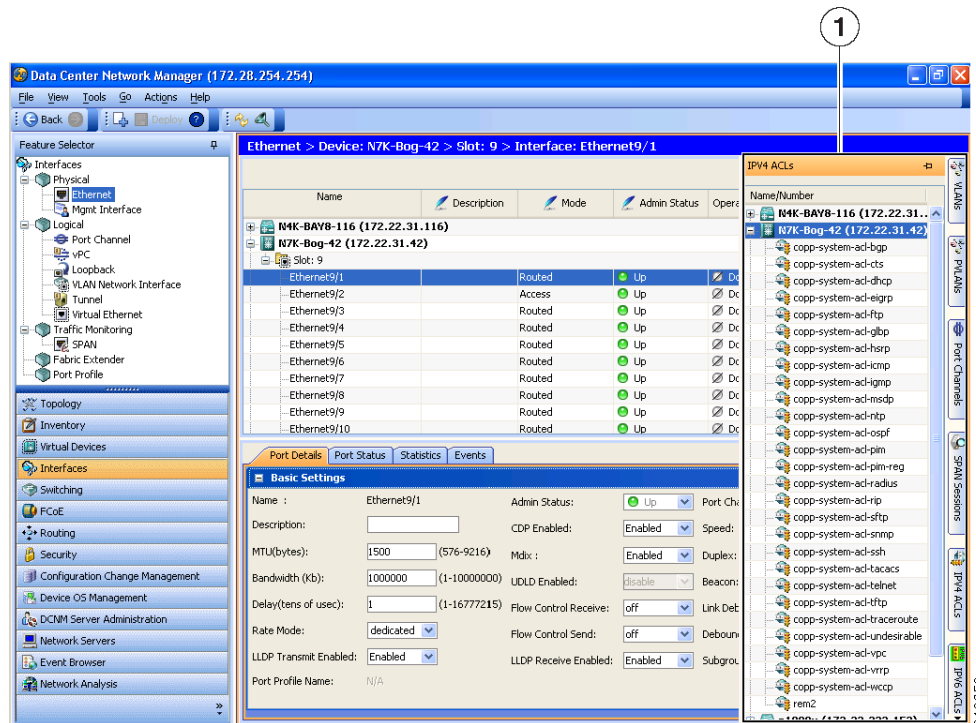 1
Data Center Network Manager (172.28.254.254)
File View Tools Go Actions Help
Back Deploy
Feature Selector
Interfaces
Physical
Ethernet
Mgmt Interface
Logical
Port Channel
vPC
Loopback
VLAN Network Interface
Tunnel
Virtual Ethernet
Traffic Monitoring
SPAN
Fabric Extender
Port Profile
Topology
Inventory
Virtual Devices
Interfaces
Switching
FCoE
Routing
Security
Configuration Change Management
Device OS Management
DCNM Server Administration
Network Servers
Event Browser
Network Analysis
Ethernet > Device: N7K-Bog-42 > Slot: 9 > Interface: Ethernet9/1
Name Description Mode Admin Status Opera
N4K-BAY8-116 (172.22.31.116)
N7K-Bog-42 (172.22.31.42)
Slot: 9
Ethernet9/1 Routed Up Do
Ethernet9/2 Access Up Do
Ethernet9/3 Routed Up Do
Ethernet9/4 Routed Up Do
Ethernet9/5 Routed Up Do
Ethernet9/6 Routed Up Do
Ethernet9/7 Routed Up Do
Ethernet9/8 Routed Up Do
Ethernet9/9 Routed Up Do
Ethernet9/10 Routed Up Do
Port Details Port Status Statistics Events
Basic Settings
Name : Ethernet9/1 Admin Status: Up Port Cha
Description: CDP Enabled: Enabled Speed:
MTU(bytes): 1500 (576-9216) Mdix : Enabled Duplex:
Bandwidth (Kb): 1000000 (1-10000000) UDLD Enabled: disable Beacon:
Delay(tens of usec): 1 (1-16777215) Flow Control Receive: off Link Deb
Rate Mode: dedicated Flow Control Send: off Deboun
LLDP Transmit Enabled: Enabled LLDP Receive Enabled: Enabled Subgrou
Port Profile Name: N/A
IPV4 ACLs
Name/Number
N4K-BAY8-116 (172.22.31..
N7K-Bog-42 (172.22.31.42)
copp-system-acl-bgp
copp-system-acl-cts
copp-system-acl-dhcp
copp-system-acl-eigrp
copp-system-acl-ftp
copp-system-acl-glbp
copp-system-acl-hsrp
copp-system-acl-icmp
copp-system-acl-igmp
copp-system-acl-msdp
copp-system-acl-ntp
copp-system-acl-ospf
copp-system-acl-pim
copp-system-acl-pim-reg
copp-system-acl-radius
copp-system-acl-rip
copp-system-acl-sftp
copp-system-acl-snmp
copp-system-acl-ssh
copp-system-acl-tacacs
copp-system-acl-telnet
copp-system-acl-tftp
copp-system-acl-traceroute
copp-system-acl-undesirable
copp-system-acl-vpc
copp-system-acl-vrrp
copp-system-acl-wccp
rem2
VLANs
PVLANs
Port Channels
SPAN Sessions
IPV4 ACLs
IPV6 ACLs